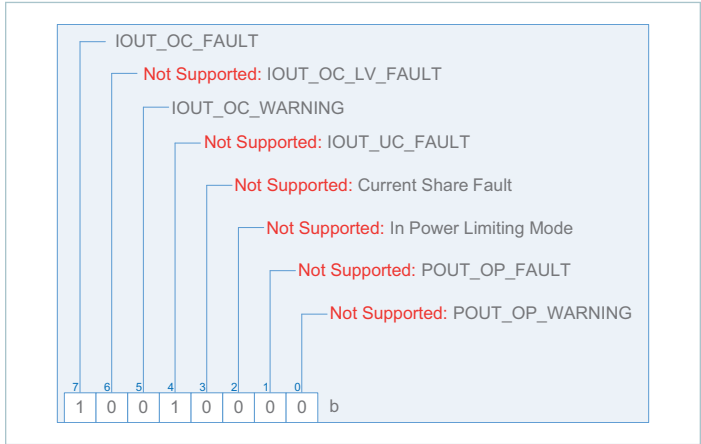 IOUT_OC_FAULT
Not Supported: IOUT_OC_LV_FAULT
IOUT_OC_WARNING
Not Supported: IOUT_UC_FAULT
Not Supported: Current Share Fault
Not Supported: In Power Limiting Mode
Not Supported: POUT_OP_FAULT
Not Supported: POUT_OP_WARNING
7 6 5 4 3 2 1 0
1 0 0 1 0 0 0 0 b